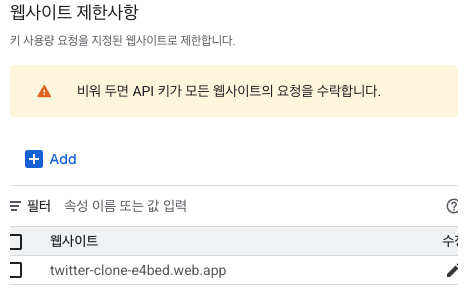 웹사이트 제한사항
키 사용량 요청을 지정된 웹사이트로 제한합니다.
비워 두면 API 키가 모든 웹사이트의 요청을 수락합니다.
Add
필터 속성 이름 또는 값 입력
웹사이트
twitter-clone-e4bed.web.app